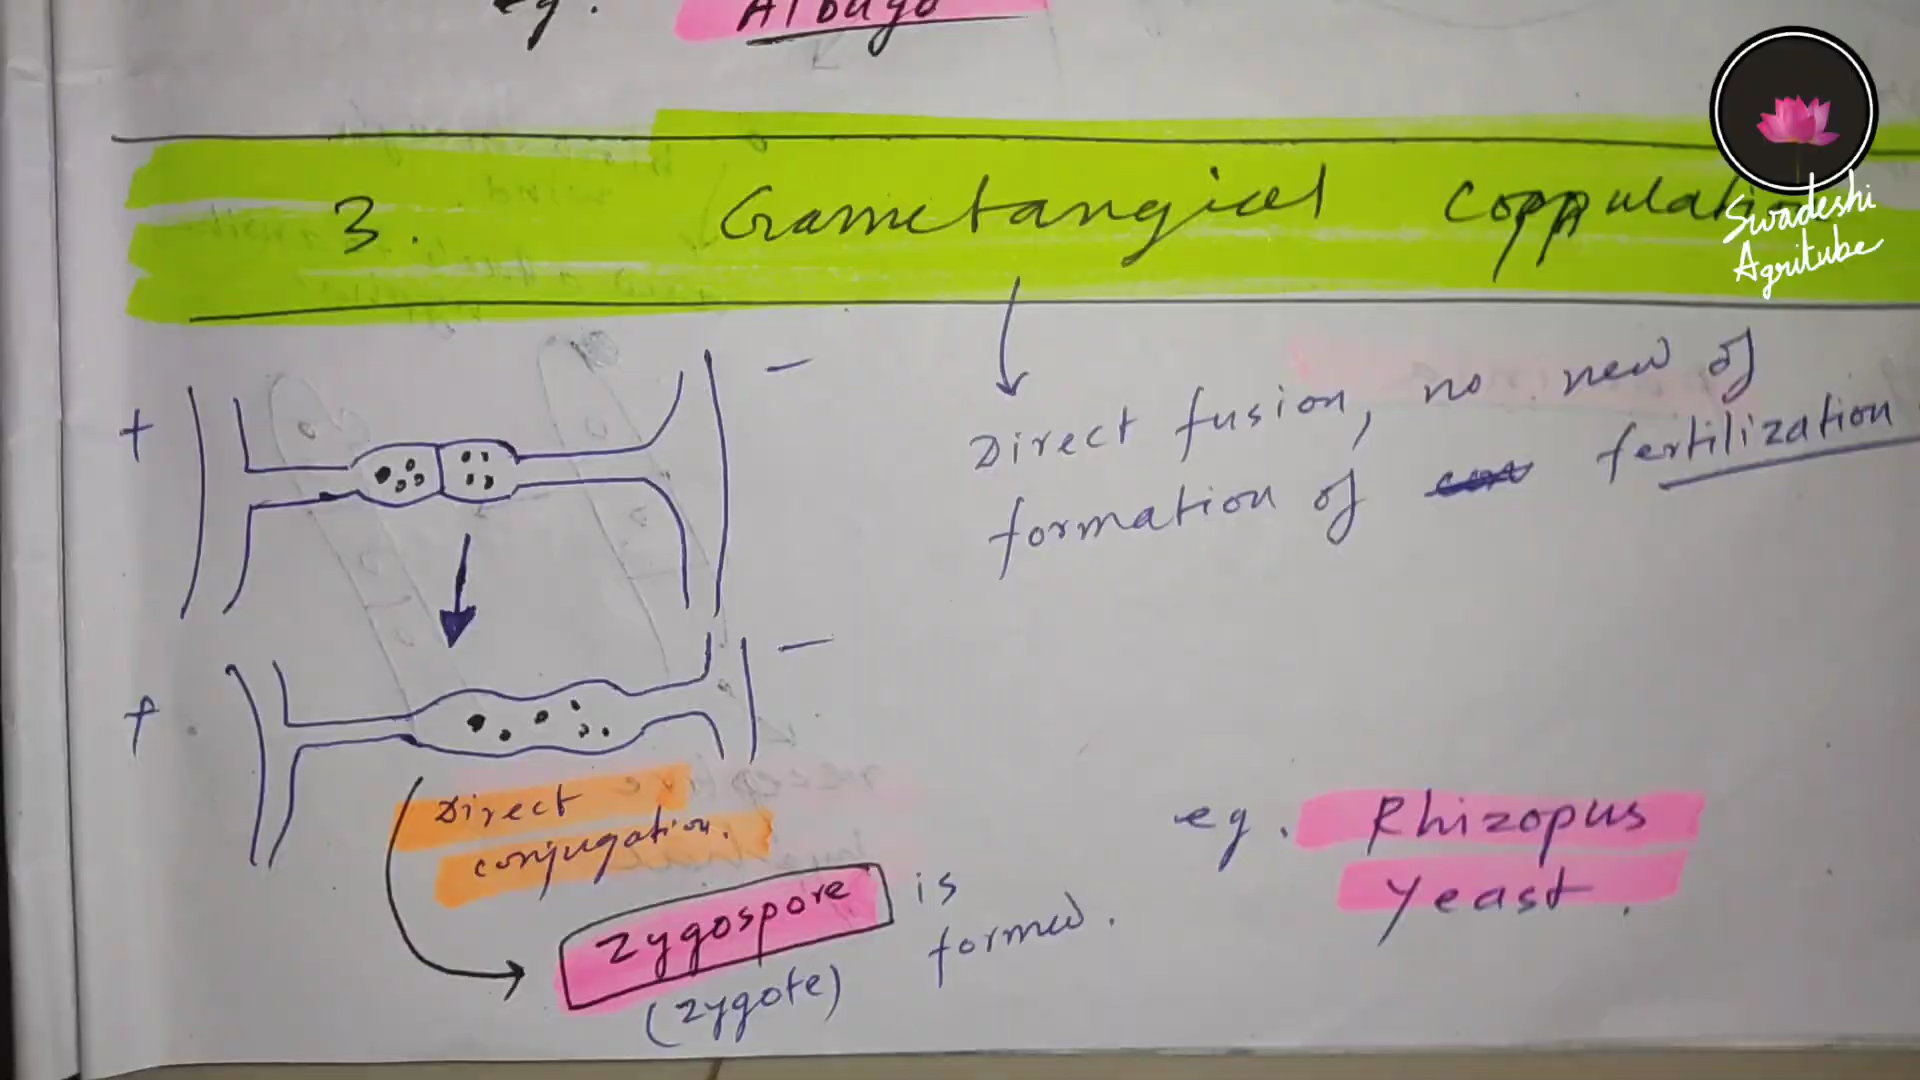 eg. Albugo
3. Gametangial coppulation
Direct fusion, no new of
formation of fertilization
+
-
+
-
Direct
conjugation.
Zygospore is
formed.
(zygote)
eg. Rhizopus
Yeast.
Swadeshi
Agritube